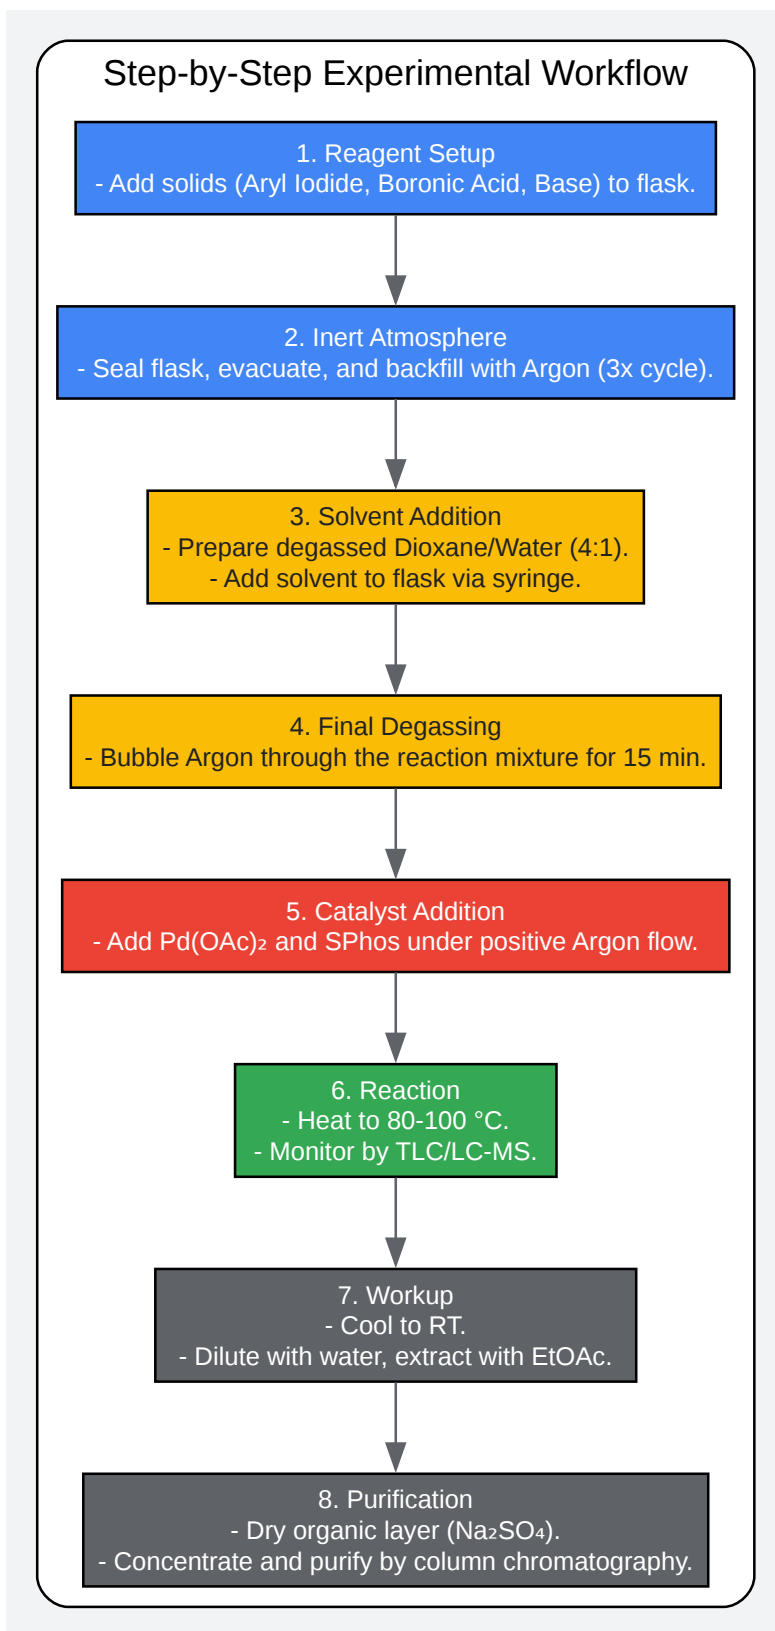 Step-by-Step Experimental Workflow
1. Reagent Setup
- Add solids (Aryl Iodide, Boronic Acid, Base) to flask.
2. Inert Atmosphere
- Seal flask, evacuate, and backfill with Argon (3x cycle).
3. Solvent Addition
- Prepare degassed Dioxane/Water (4:1).
- Add solvent to flask via syringe.
4. Final Degassing
- Bubble Argon through the reaction mixture for 15 min.
5. Catalyst Addition
- Add Pd(OAc)₂ and SPhos under positive Argon flow.
6. Reaction
- Heat to 80-100 °C.
- Monitor by TLC/LC-MS.
7. Workup
- Cool to RT.
- Dilute with water, extract with EtOAc.
8. Purification
- Dry organic layer (Na₂SO₄).
- Concentrate and purify by column chromatography.